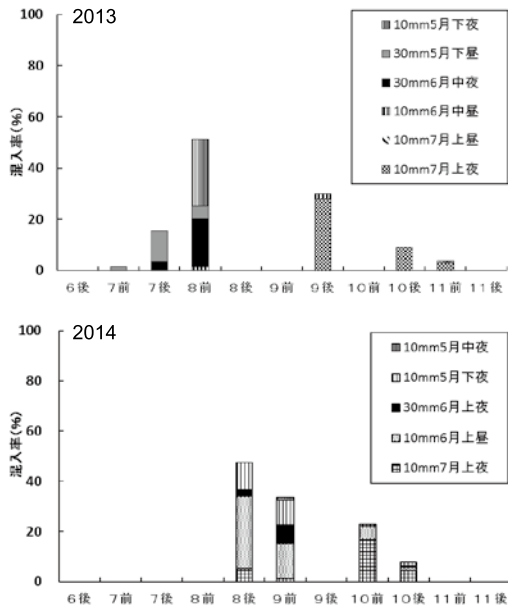 2013
100
80
60
40
20
0
混入率(%)
10mm5月下夜
30mm5月下昼
30mm6月中夜
10mm6月中昼
10mm7月上昼
10mm7月上夜
6後 7前 7後 8前 8後 9前 9後 10前 10後 11前 11後
2014
100
80
60
40
20
0
混入率(%)
10mm5月中夜
10mm5月下夜
30mm6月上夜
10mm6月上昼
10mm7月上夜
6後 7前 7後 8前 8後 9前 10前 10後 11後 11後